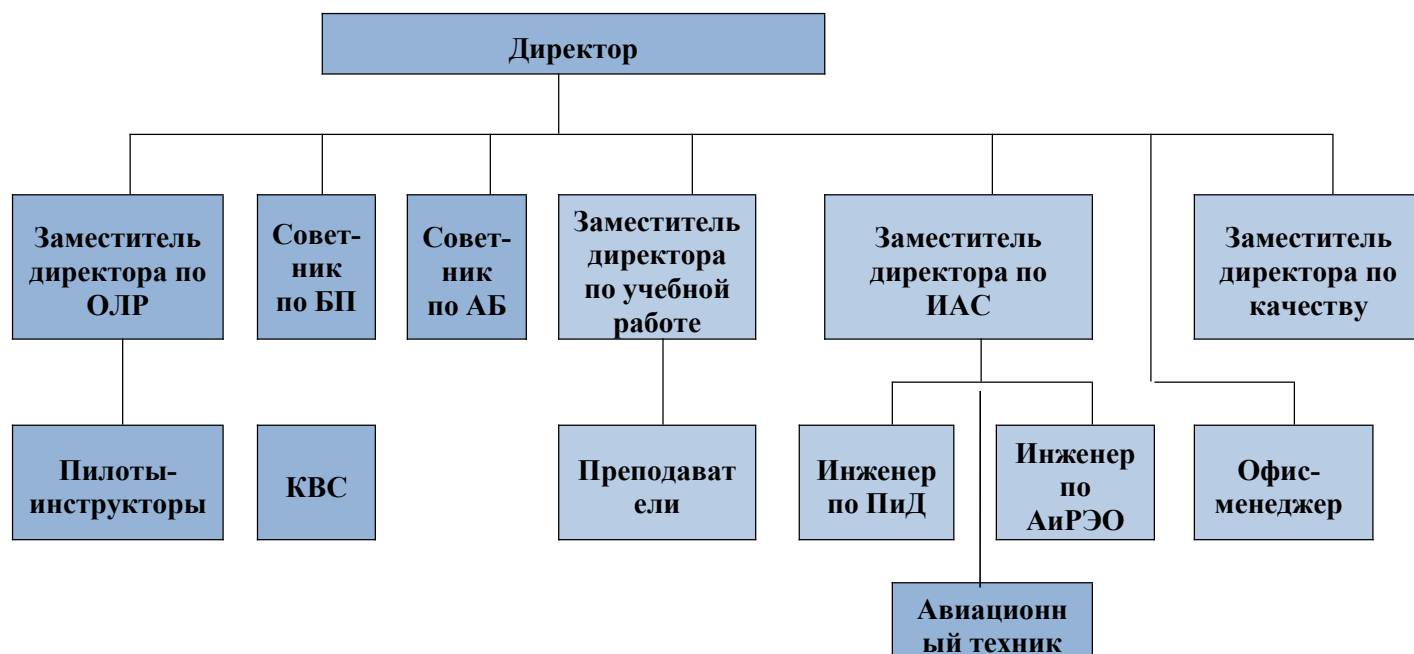 Директор
Заместитель
директора по
ОЛР
Совет-
ник
по БП
Совет-
ник
по АБ
Заместитель
директора
по учебной
работе
Заместитель
директора по
ИАС
Заместитель
директора по
качеству
Пилоты-
инструкторы
КВС
Преподават
ели
Инженер
по ПиД
Инженер
по
АиРЭО
Офис-
менеджер
Авиационн
ый техник